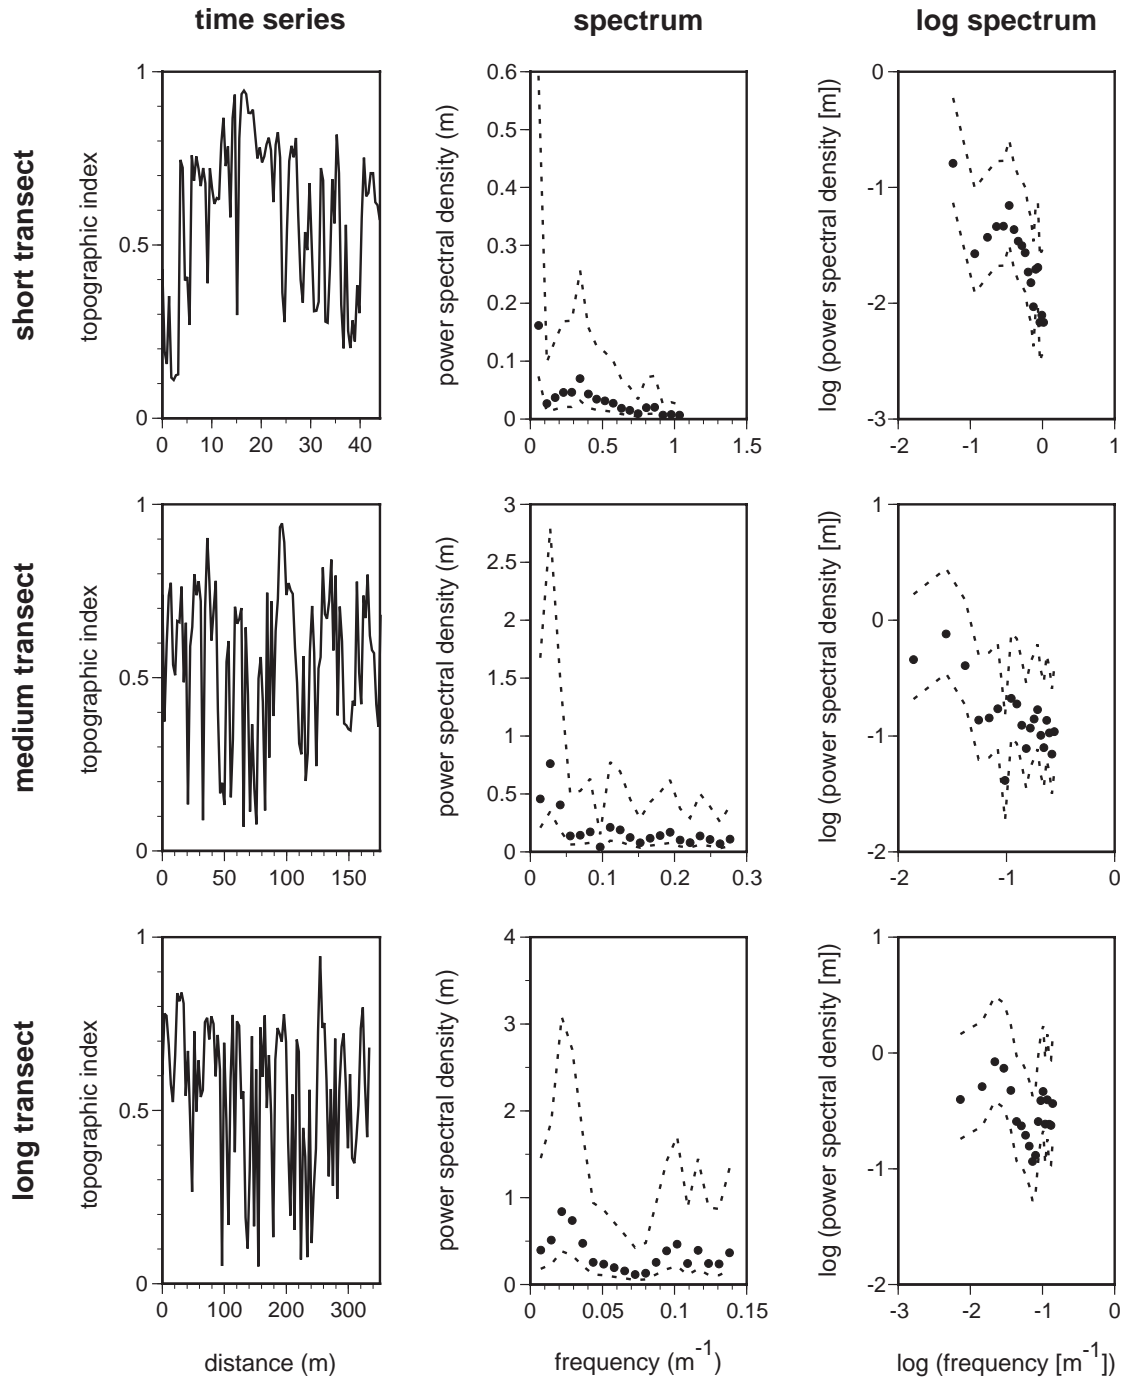 time series
spectrum
log spectrum
short transect
topographic index
1
0.5
0
0 10 20 30 40
power spectral density (m)
0.6
0.5
0.4
0.3
0.2
0.1
0
0 0.5 1 1.5
log (power spectral density [m])
0
-1
-2
-3
-2 -1 0 1
medium transect
topographic index
1
0.5
0
0 50 100 150
power spectral density (m)
3
2.5
2
1.5
1
0.5
0
0 0.1 0.2 0.3
log (power spectral density [m])
1
0
-1
-2
-2 -1 0
long transect
topographic index
1
0.5
0
0 100 200 300
distance (m)
power spectral density (m)
4
3
2
1
0
0 0.05 0.1 0.15
frequency (m-1)
log (power spectral density [m])
1
0
-1
-2
-3 -2 -1 0
log (frequency [m-1])